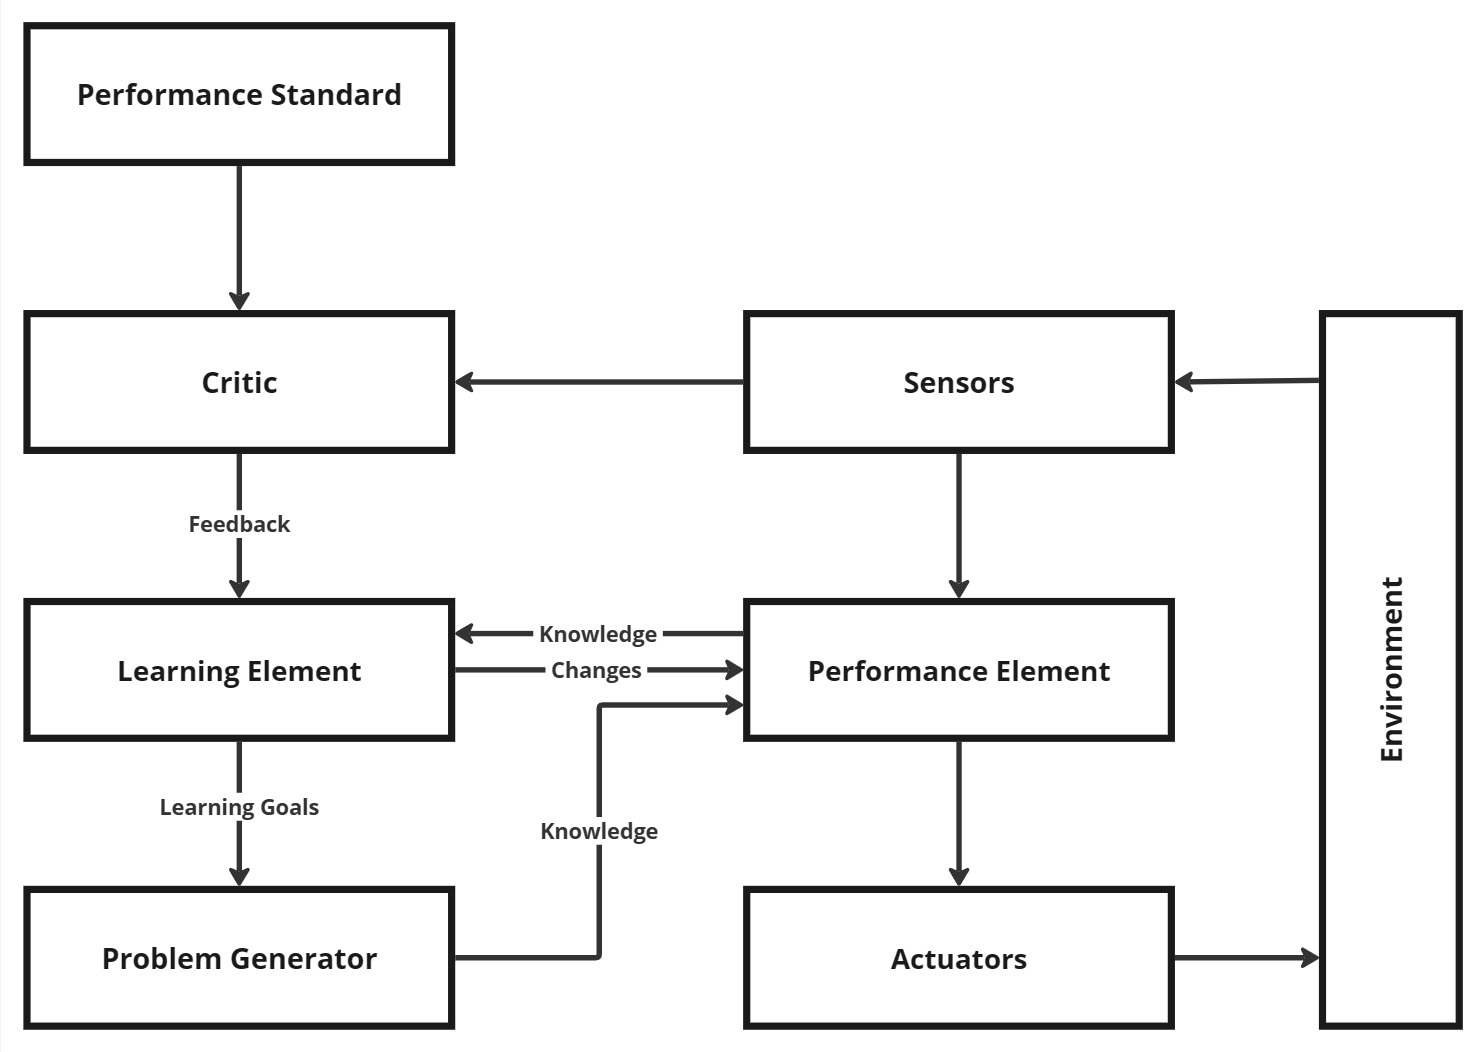 Performance Standard
Critic
Sensors
Feedback
Learning Element
Knowledge
Changes
Performance Element
Environment
Learning Goals
Knowledge
Problem Generator
Actuators